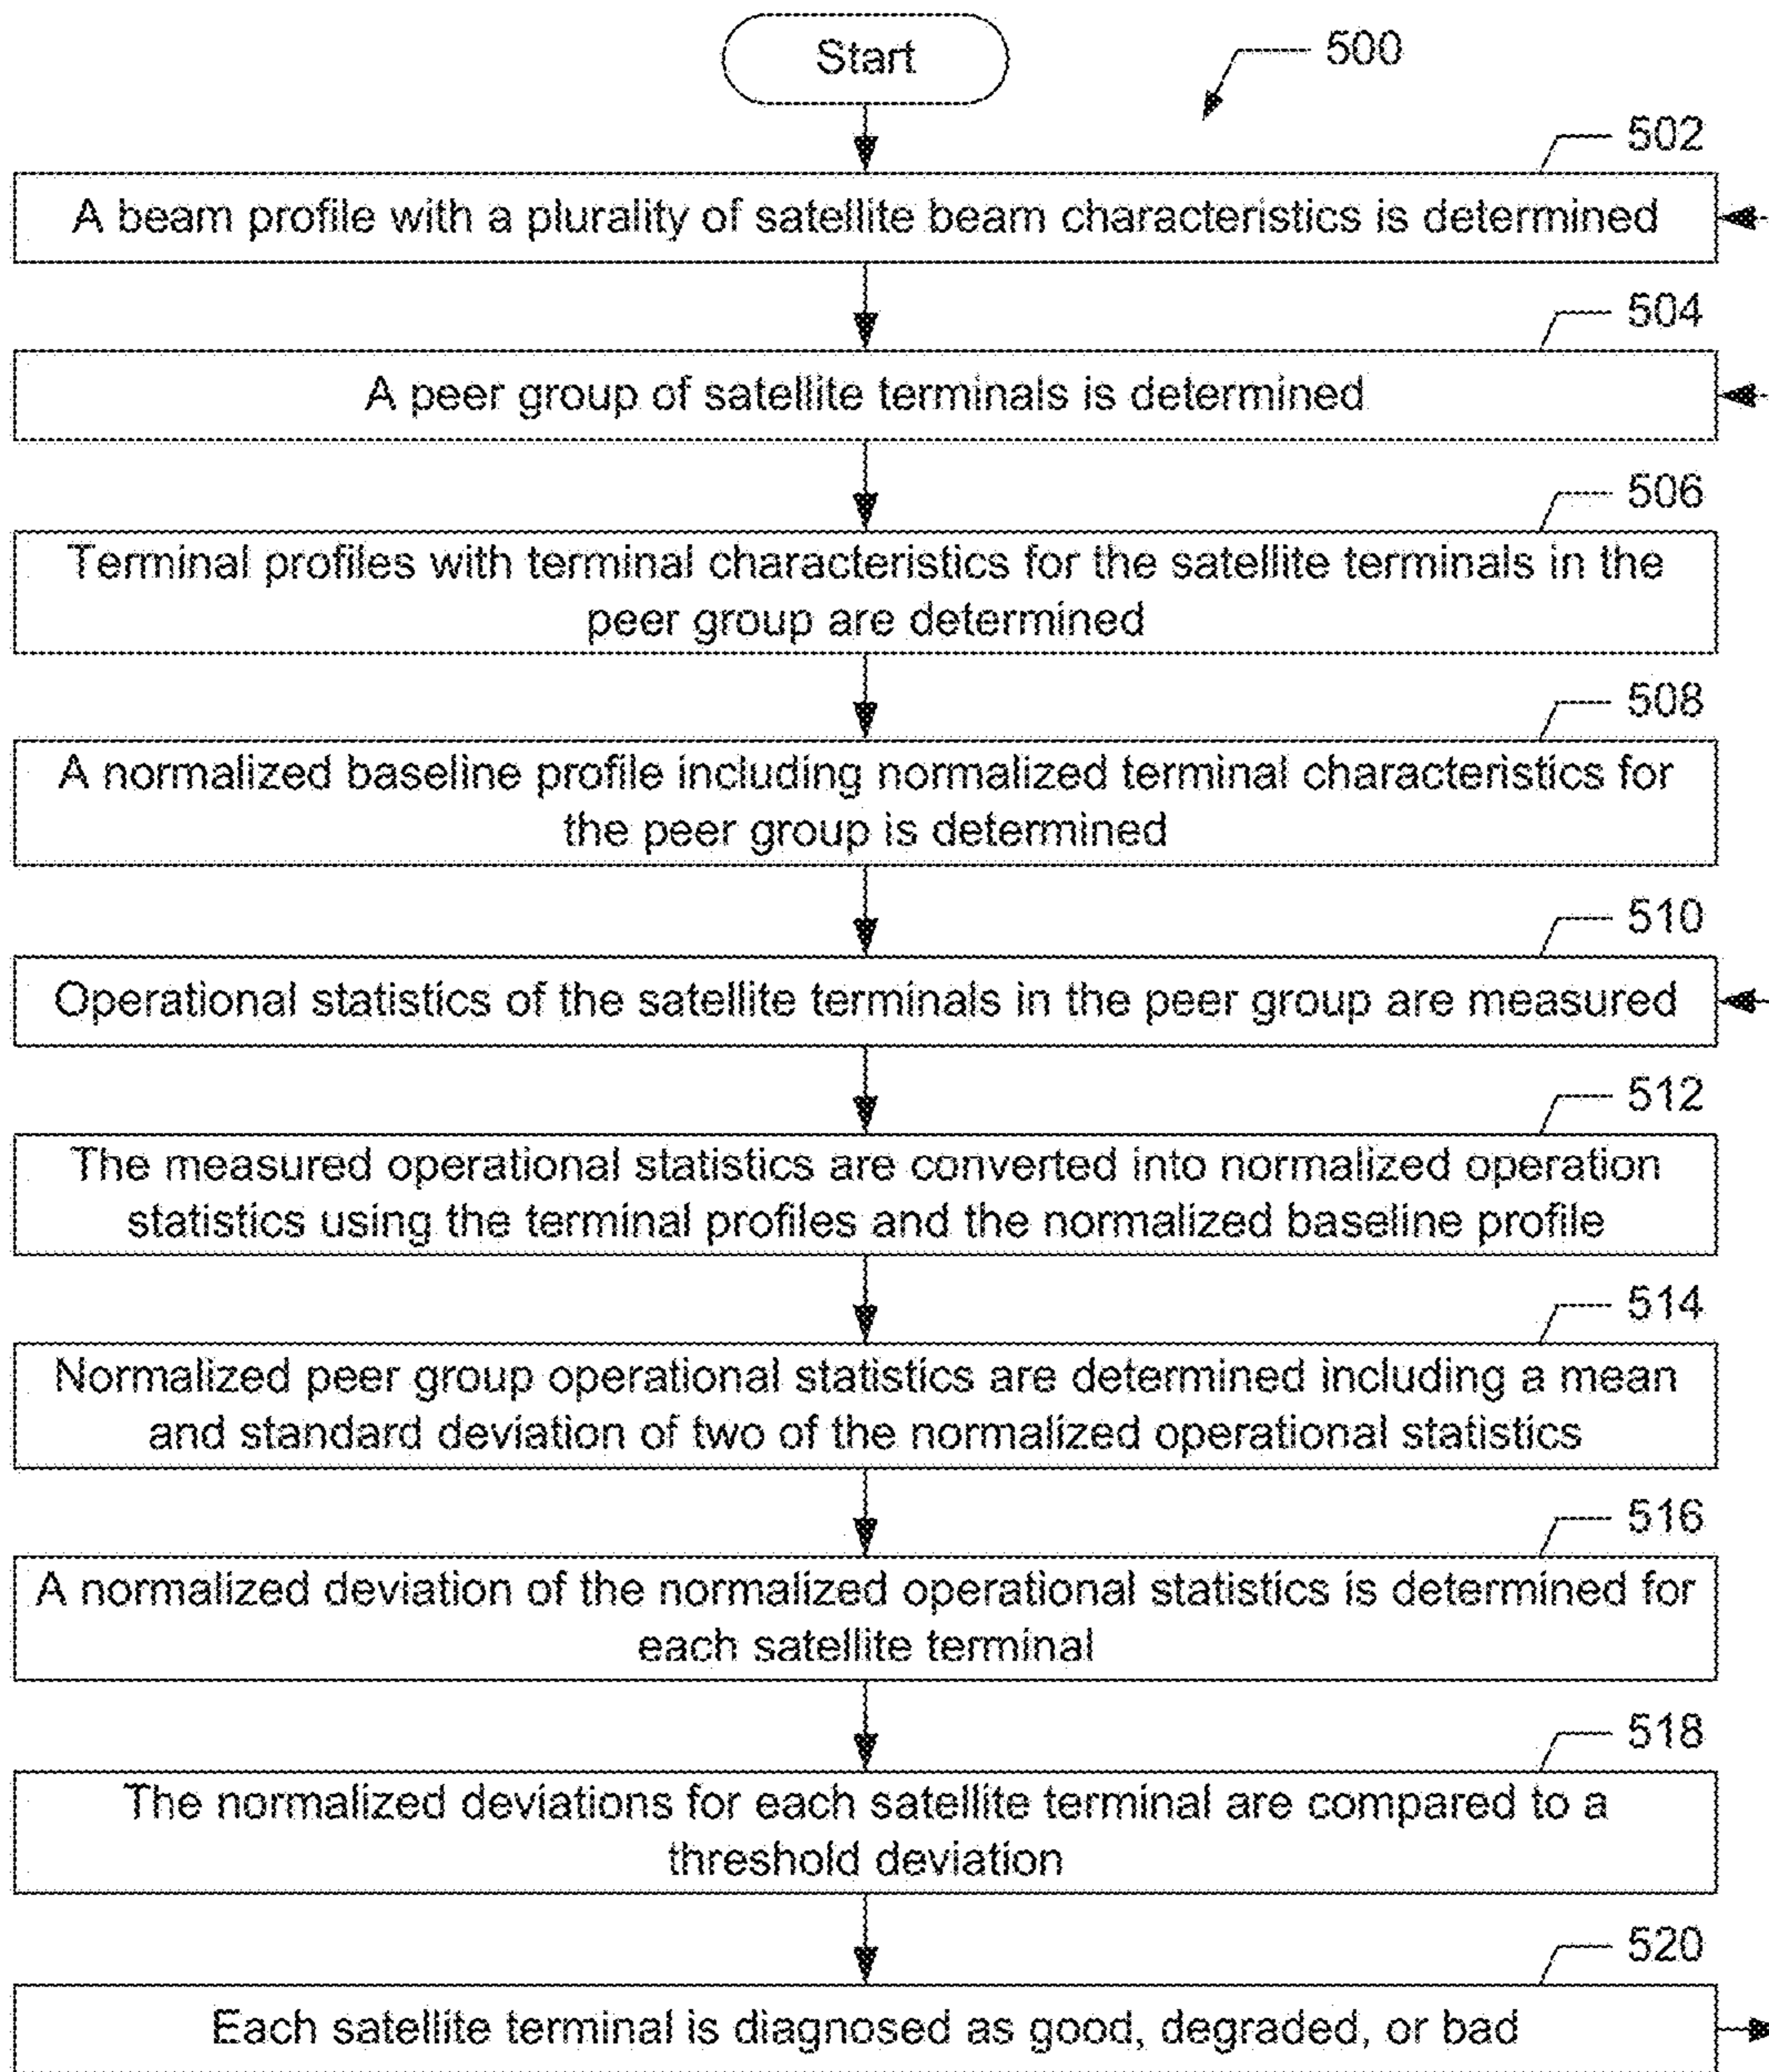 Start
500
502
A beam profile with a plurality of satellite beam characteristics is determined
504
A peer group of satellite terminals is determined
506
Terminal profiles with terminal characteristics for the satellite terminals in the
peer group are determined
508
A normalized baseline profile including normalized terminal characteristics for
the peer group is determined
510
Operational statistics of the satellite terminals in the peer group are measured
512
The measured operational statistics are converted into normalized operation
statistics using the terminal profiles and the normalized baseline profile
514
Normalized peer group operational statistics are determined including a mean
and standard deviation of two of the normalized operational statistics
516
A normalized deviation of the normalized operational statistics is determined for
each satellite terminal
518
The normalized deviations for each satellite terminal are compared to a
threshold deviation
520
Each satellite terminal is diagnosed as good, degraded, or bad